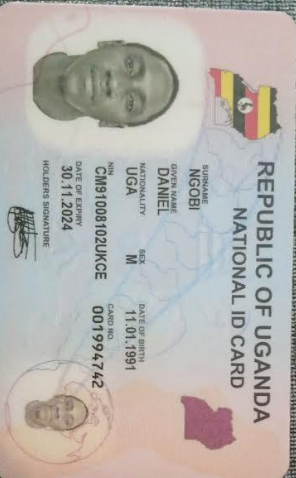 REPUBLIC OF UGANDA
NATIONAL ID CARD
SURNAME
NGOBI
GIVEN NAME
DANIEL
NATIONALITY SEX DATE OF BIRTH
UGA M 11.01.1991
NIN CARD NO.
CM91008102UKCE 001994742
DATE OF EXPIRY
30.11.2024
HOLDERS SIGNATURE